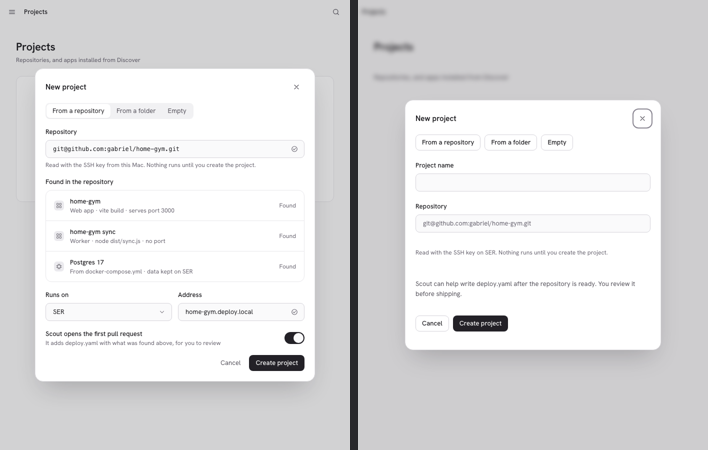 Projects
Projects
Repositories, and apps installed from Discover
New project
From a repository
From a folder
Empty
Repository
git@github.com:gabriel/home-gym.git
Read with the SSH key from this Mac. Nothing runs until you create the project.
Found in the repository
home-gym
Web app · vite build · serves port 3000
Found
home-gym sync
Worker · node dist/sync.js · no port
Found
Postgres 17
From docker-compose.yml · data kept on SER
Found
Runs on
Address
SER
home-gym.deploy.local
Scout opens the first pull request
It adds deploy.yaml with what was found above, for you to review
Cancel
Create project
Projects
Projects
Repositories, and apps installed from Discover
New project
From a repository
From a folder
Empty
Project name
Repository
git@github.com:gabriel/home-gym.git
Read with the SSH key on SER. Nothing runs until you create the project.
Scout can help write deploy.yaml after the repository is ready. You review it
before shipping.
Cancel
Create project